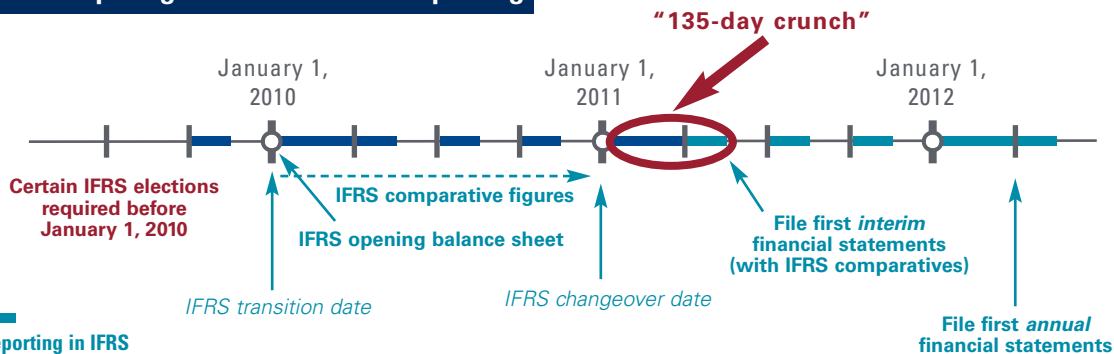 “135-day crunch”
January 1,
2010
January 1,
2011
January 1,
2012
Certain IFRS elections
required before
January 1, 2010
IFRS comparative figures
IFRS opening balance sheet
File first interim
financial statements
(with IFRS comparatives)
IFRS transition date
IFRS changeover date
in IFRS
File first annual
financial statements